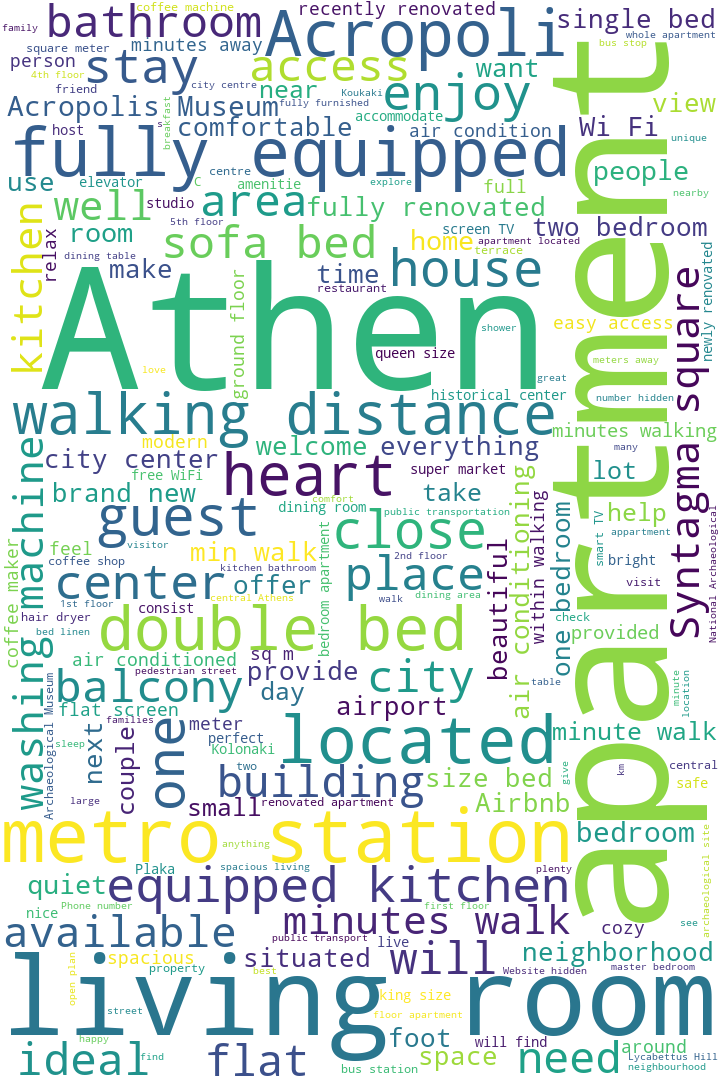 coffee machine
recently renovated
family
bathroom
Acropoli
single bed
whole apartment
square meter
minutes away
bus stop
person
stay
access
want
4th floor
city centre
near
Koukaki
enjoy
view
friend
fully furnished
Acropolis Museum
breakfast
accommodate
host
comfortable
air condition
Wi Fi
unique
fully equipped
centre
people
use
elevator
C
amenitie
explore
full
nearby
well
studio
area
fully renovated
kitchen
relax
room
5th floor
screen TV
two bedroom
sofa bed
home
apartment located
dining table
terrace
make
time
house
newly renovated
restaurant
ground floor
Athen
apartment
Syntagma square
shower
easy access
queen size
meters away
love
great
historical center
number hidden
walking distance
minutes walking
modern
welcome
everything
many
city center
heart
super market
free WiFi
lot
washing machine
brand new
comfort
take
smart TV
dining room
public transportation
guest
close
help
appartment
National Archaeological
feel
visitor
min walk
2nd floor
bright
coffee maker
coffee shop
kitchen bathroom
place
air conditioning
within walking
one bedroom
visit
center
offer
bedroom apartment
beautiful
1st floor
central Athens
walk
dining area
hair dryer
consist
double bed
check
provided
bed linen
air conditioned
sq m
pedestrian street
provide
city
table
minute
location
balcony
day
Archaeological Museum
flat screen
airport
families
meter
one
located
minute walk
next
couple
perfect
Kolonaki
sleep
two
building
size bed
give
km
central
safe
large
small
renovated apartment
Airbnb
metro station
bedroom
anything
Plaka
spacious living
plenty
quiet
equipped kitchen
nice
Phone number
first floor
archaeological site
available
minutes walk
cozy
see
public transport
live
neighborhood
spacious
situated
will
open plan
property
best
Website hidden
master bedroom
living room
king size
street
floor apartment
happy
foot
will find
around
ideal
find
flat
bus station
space
need
Lycabettus Hill
neighbourhood